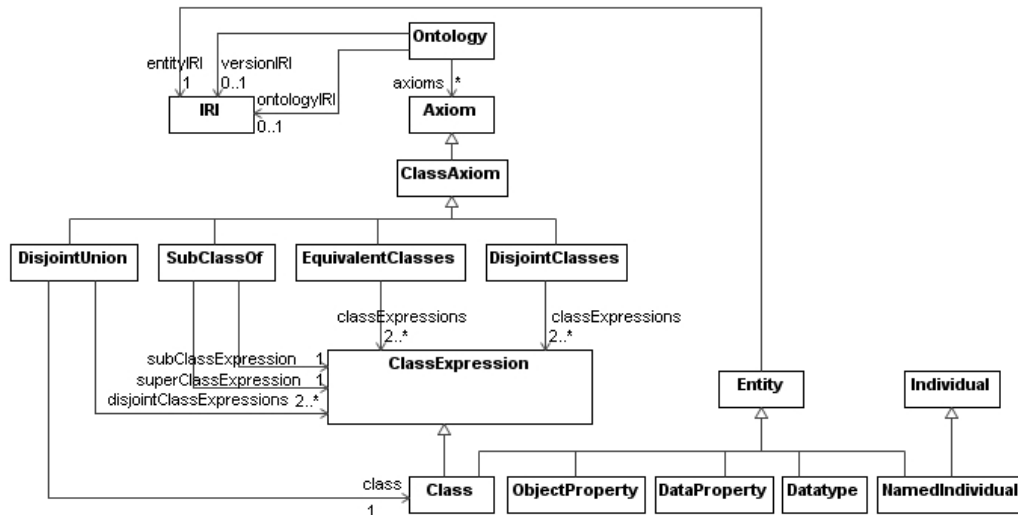 Ontology
entityIRI versionIRI
1 0..1 axioms *
ontologyIRI
IRI Axiom
0..1
ClassAxiom
DisjointUnion SubClassOf EquivalentClasses DisjointClasses
classExpressions classExpressions
2..* 2..*
subClassExpression 1 ClassExpression
superClassExpression 1 Entity Individual
disjointClassExpressions 2..*
class Class ObjectProperty DataProperty Datatype NamedIndividual
1